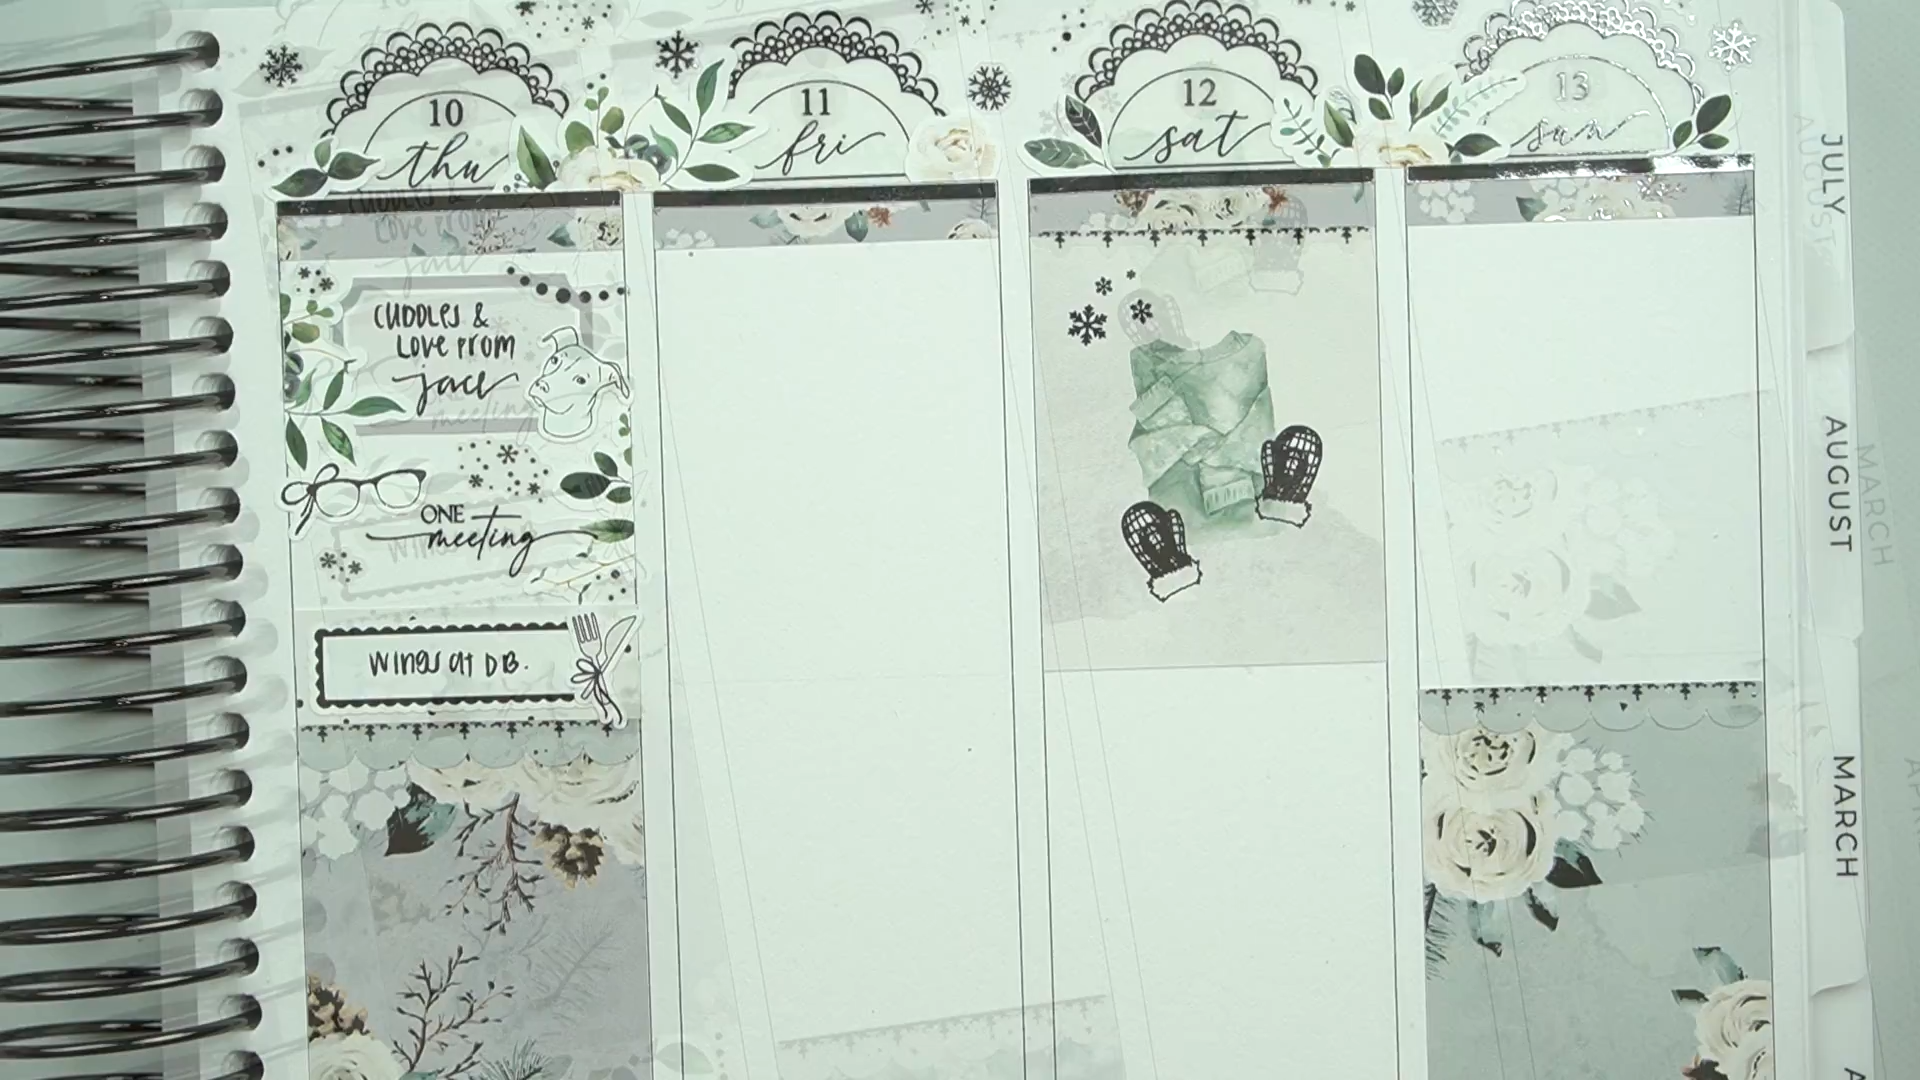 10
thu
11
fri
12
sat
13
sun
CUDDLES &
LOVE FROM
jace
ONE
meeting
WINGS AT DB.
JULY
AUGUST
MARCH